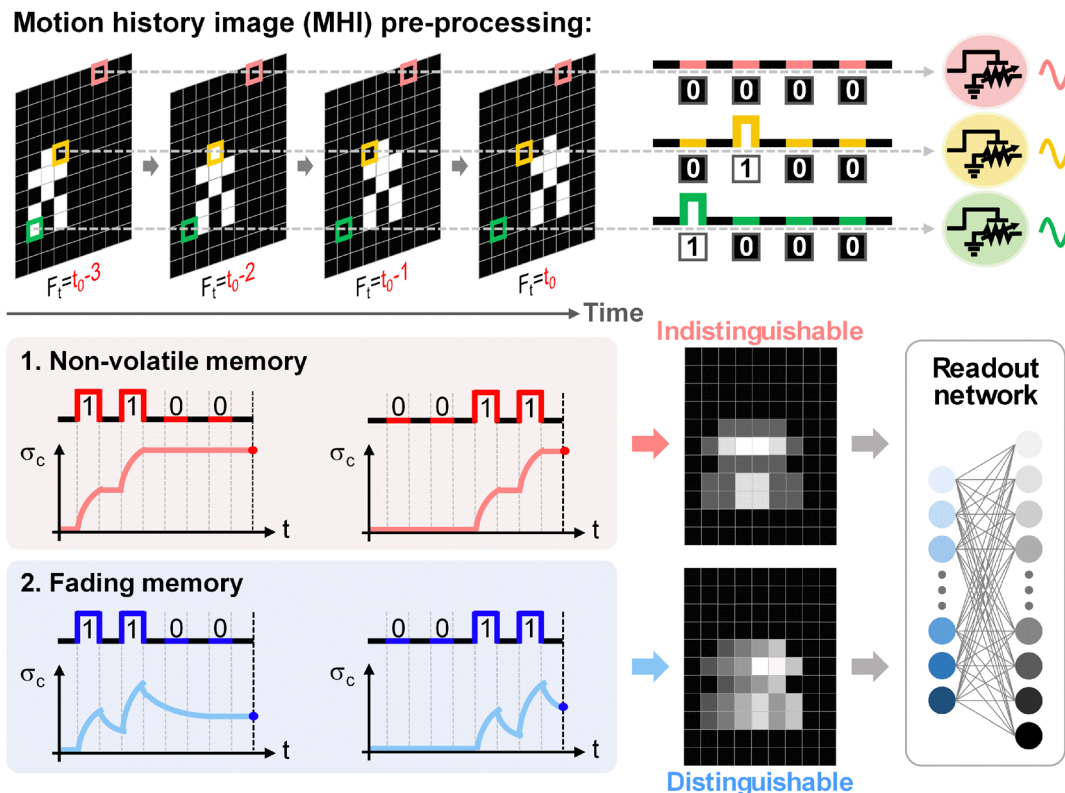 Motion history image (MHI) pre-processing:
0 0 0 0
0 1 0 0
1 0 0 0
Fₜ=t₀-3
Fₜ=t₀-2
Fₜ=t₀-1
Fₜ=t₀
Time
1. Non-volatile memory
1 1 0 0
0 0 1 1
σc
t
σc
t
Indistinguishable
2. Fading memory
1 1 0 0
0 0 1 1
σc
t
σc
t
Distinguishable
Readout
network